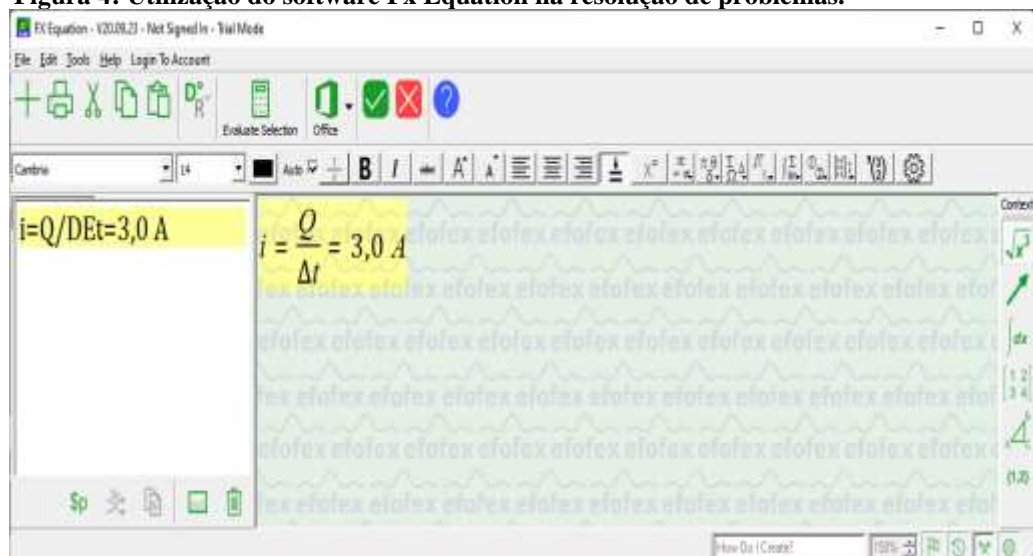 Figura 4: Utilização do software Fx Equation na resolução de problemas.
FX Equation - V20.09.23 - Not Signed In - Trial Mode
File Edit Tools Help Login To Account
Evaluate Selection Office
Cambria 14 Auto B I abc A A
i=Q/DEt=3,0 A
i = Q/Δt = 3,0 A
Context
efofex efofex efofex efofex efofex efofex
How Do I Create? 150%